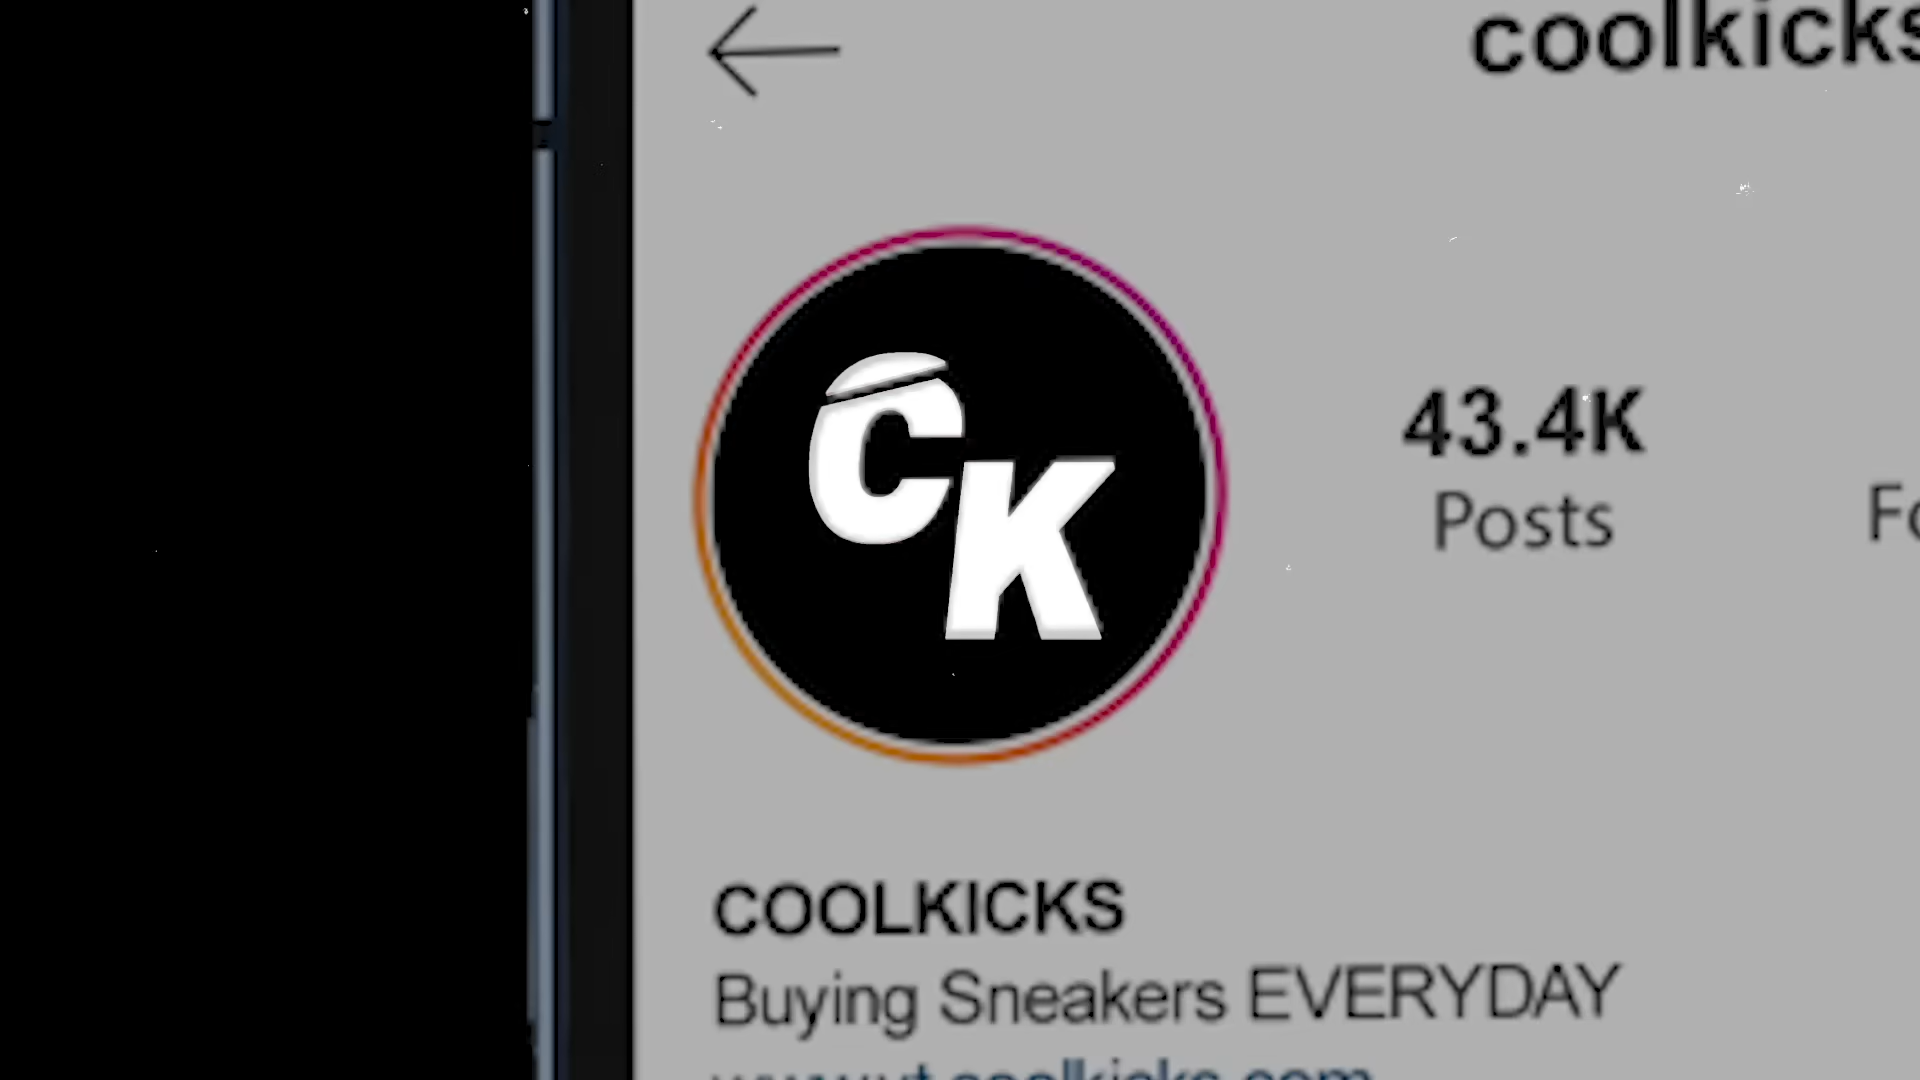 coolkicks
CK
43.4K
Posts
COOLKICKS
Buying Sneakers EVERYDAY